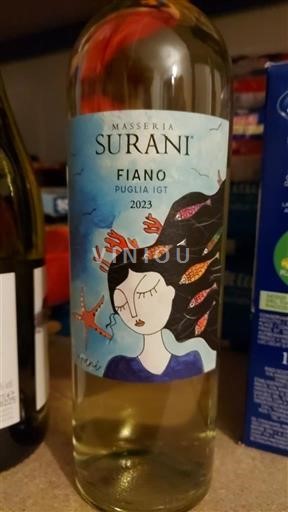 MASSERIA
SURANI®
FIANO
PUGLIA IGT
2023
VINIOU